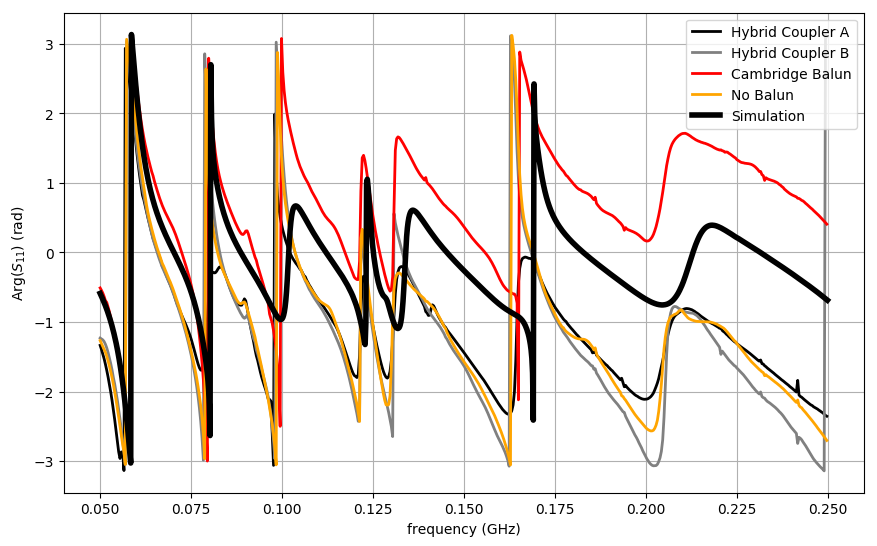 Hybrid Coupler A
Hybrid Coupler B
Cambridge Balun
No Balun
Simulation
3
2
1
0
−1
−2
−3
Arg(S₁₁) (rad)
0.050 0.075 0.100 0.125 0.150 0.175 0.200 0.225 0.250
frequency (GHz)